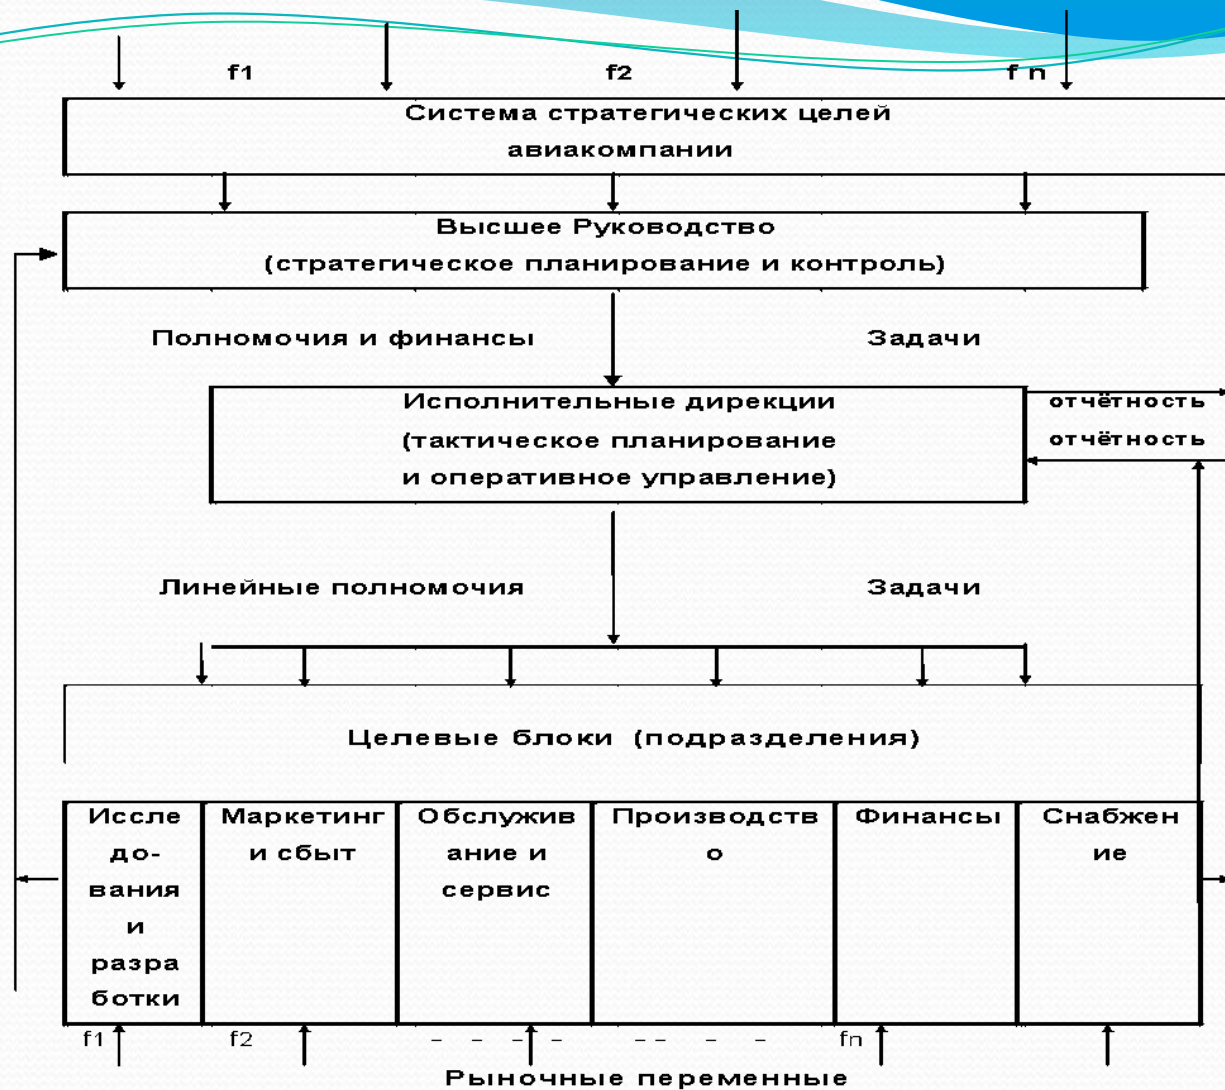 f1 f2 f n
Система стратегических целей
авиакомпании
Высшее Руководство
(стратегическое планирование и контроль)
Полномочия и финансы Задачи
Исполнительные дирекции
(тактическое планирование
и оперативное управление)
отчётность
отчётность
Линейные полномочия Задачи
Целевые блоки (подразделения)
Иссле
до-
вания
и
разра
ботки
Маркетинг
и сбыт
Обслужив
ание и
сервис
Производств
о
Финансы
Снабжен
ие
f1 f2 - - - - - - - - fn
Рыночные переменные